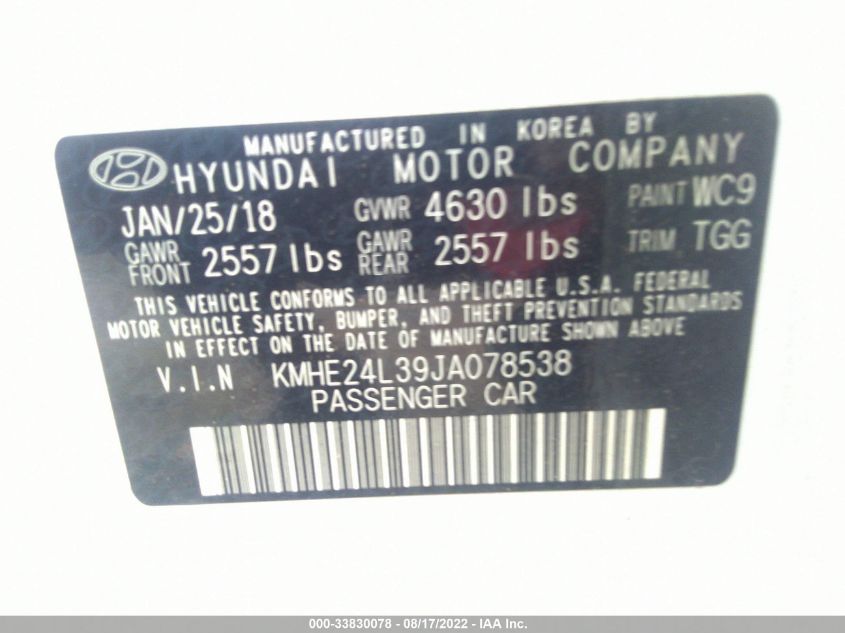 MANUFACTURED IN KOREA BY
HYUNDAI MOTOR COMPANY
JAN/25/18 GVWR 4630 lbs PAINT WC9
GAWR FRONT 2557 lbs GAWR REAR 2557 lbs TRIM TGG
THIS VEHICLE CONFORMS TO ALL APPLICABLE U.S.A. FEDERAL
MOTOR VEHICLE SAFETY, BUMPER, AND THEFT PREVENTION STANDARDS
IN EFFECT ON THE DATE OF MANUFACTURE SHOWN ABOVE
V.I.N KMHE24L39JA078538
PASSENGER CAR
000-33830078 - 08/17/2022 - IAA Inc.